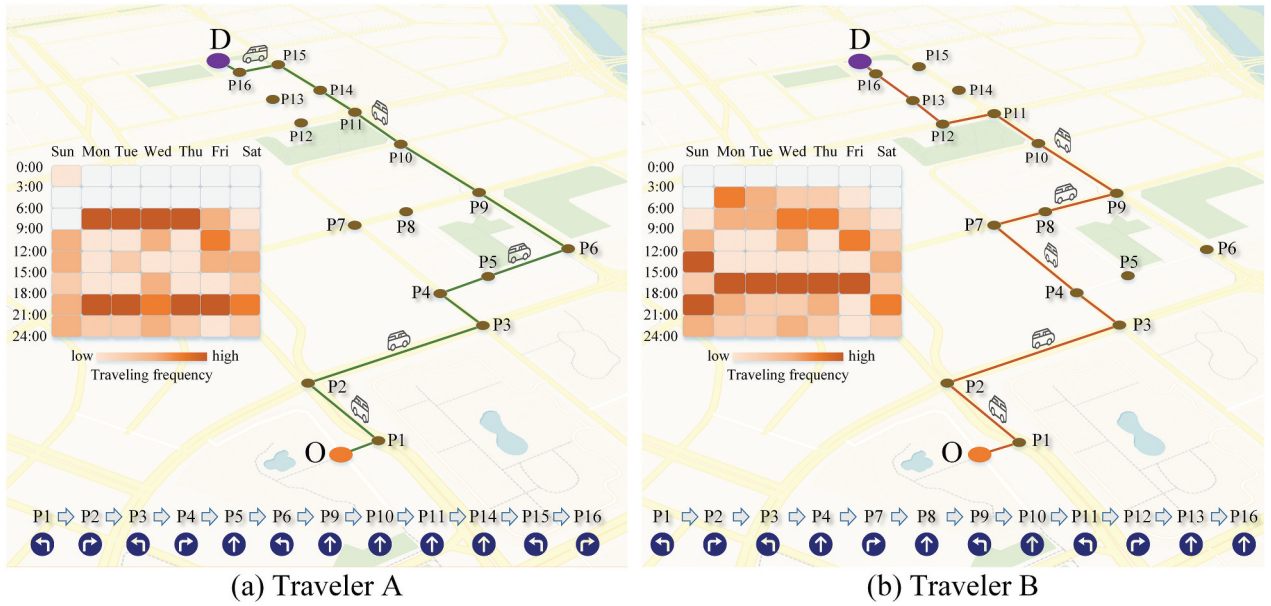 D
P15
P16
P14
P13
P11
P12
P10
Sun Mon Tue Wed Thu Fri Sat
0:00
3:00
6:00
9:00
12:00
15:00
18:00
21:00
24:00
P9
P8
P7
P6
P5
P4
P3
low high
Traveling frequency
P2
P1
O
P1 P2 P3 P4 P5 P6 P9 P10 P11 P14 P15 P16
(a) Traveler A
D
P15
P16
P14
P13
P11
P12
P10
Sun Mon Tue Wed Thu Fri Sat
0:00
3:00
6:00
9:00
12:00
15:00
18:00
21:00
24:00
P9
P8
P7
P6
P5
P4
P3
low high
Traveling frequency
P2
P1
O
P1 P2 P3 P4 P7 P8 P9 P10 P11 P12 P13 P16
(b) Traveler B